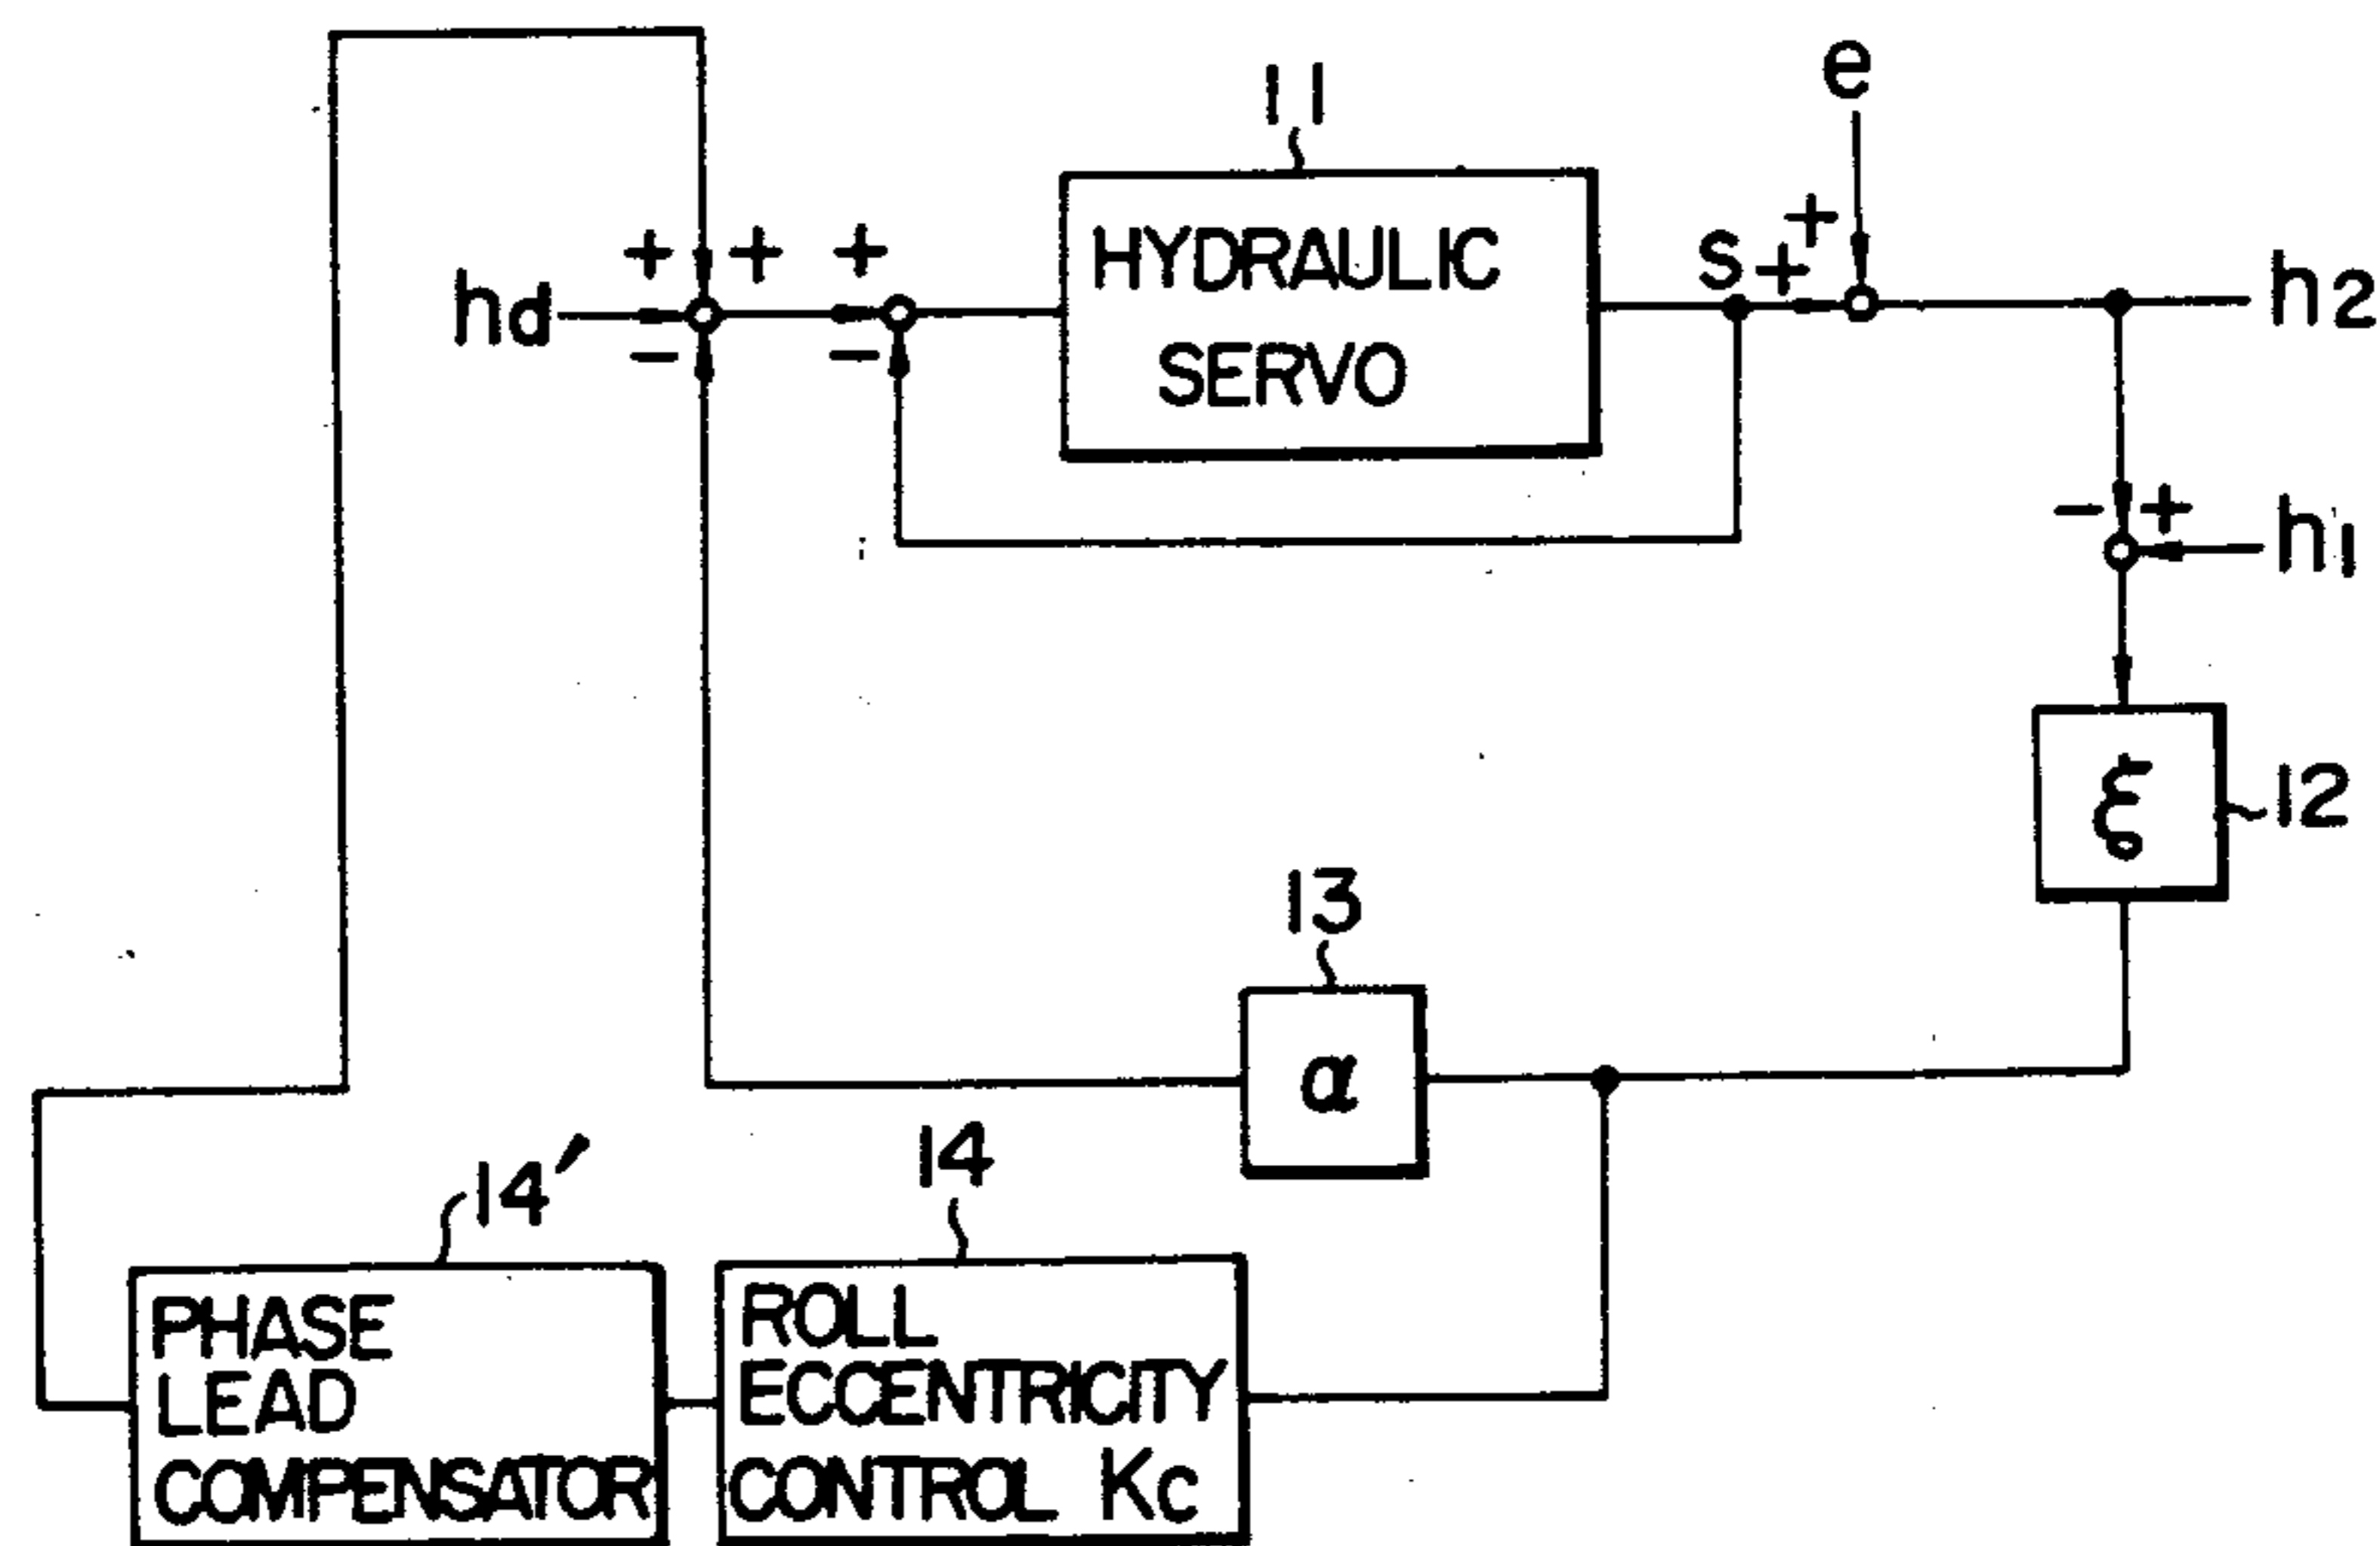 11
e
+ + +
s + +
hd
HYDRAULIC
SERVO
h2
- -
- +
h1
ξ
12
13
α
14
14'
PHASE
LEAD
COMPENSATOR
ROLL
ECCENTRICITY
CONTROL Kc